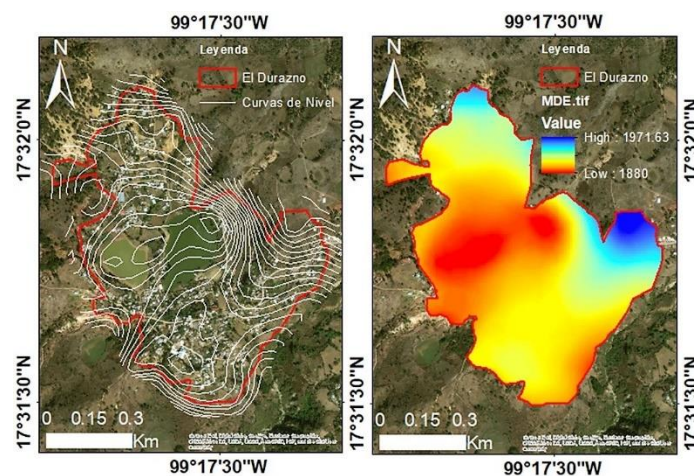 99°17'30"W
99°17'30"W
N
Leyenda
El Durazno
Curvas de Nivel
17°32'0"N
17°31'30"N
0 0.15 0.3
Km
N
Leyenda
El Durazno
MDE.tif
Value
High : 1971.63
Low : 1880
17°32'0"N
17°31'30"N
0 0.15 0.3
Km
99°17'30"W
99°17'30"W